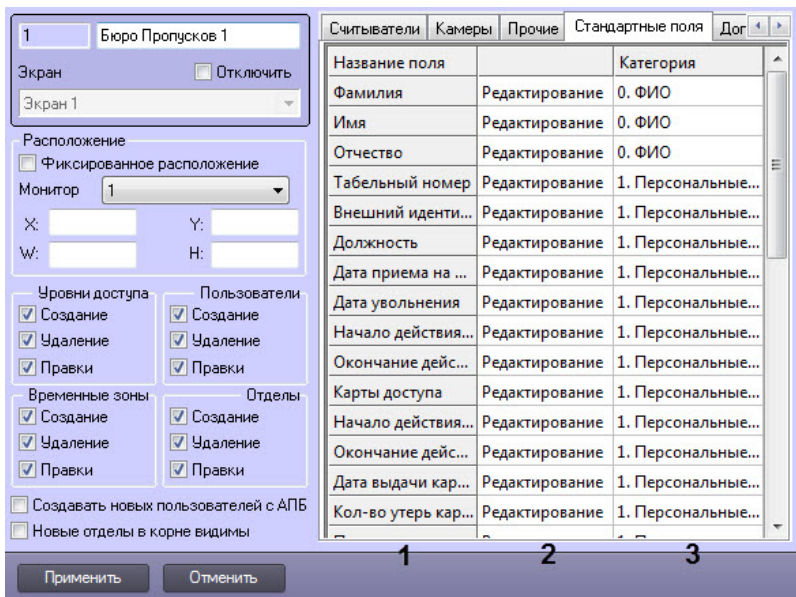 1 Бюро Пропусков 1
Экран Отключить
Экран 1
Расположение
Фиксированное расположение
Монитор 1
X: Y:
W: H:
Уровни доступа Пользователи
Создание Создание
Удаление Удаление
Правки Правки
Временные зоны Отделы
Создание Создание
Удаление Удаление
Правки Правки
Создавать новых пользователей с АПБ
Новые отделы в корне видимы
Применить Отменить
Считыватели Камеры Прочие Стандартные поля Дог
Название поля Категория
Фамилия Редактирование 0. ФИО
Имя Редактирование 0. ФИО
Отчество Редактирование 0. ФИО
Табельный номер Редактирование 1. Персональные...
Внешний иденти... Редактирование 1. Персональные...
Должность Редактирование 1. Персональные...
Дата приема на ... Редактирование 1. Персональные...
Дата увольнения Редактирование 1. Персональные...
Начало действия... Редактирование 1. Персональные...
Окончание дейс... Редактирование 1. Персональные...
Карты доступа Редактирование 1. Персональные...
Начало действия... Редактирование 1. Персональные...
Окончание дейс... Редактирование 1. Персональные...
Дата выдачи кар... Редактирование 1. Персональные...
Кол-во утерь кар... Редактирование 1. Персональные...
1 2 3